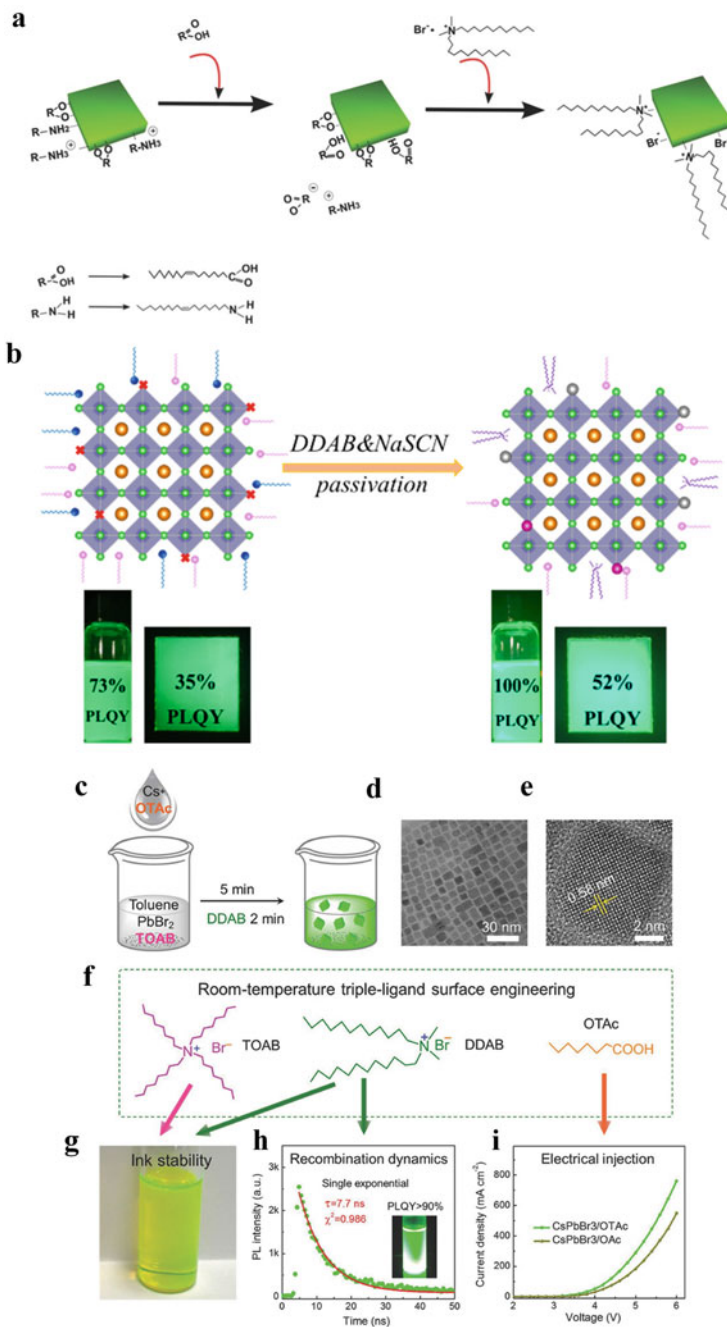 a
R
O
OH
Br⁻
N⁺
R
O
O
R-NH₂
R-NH₃ ⊕
O
O
R
R-NH₃ ⊕
R
O
O
OH
R
O
O
O
R
HO
O
R
O
O
R ⊖
⊕
R-NH₃
N⁺
Br⁻
Br⁻
N⁺
R
O
OH
OH
C
O
R-N
H
H
N
H
H
b
DDAB&NaSCN
passivation
73%
PLQY
35%
PLQY
100%
PLQY
52%
PLQY
c
d
e
Cs⁺
OTAc
Toluene
PbBr₂
TOAB
5 min
DDAB 2 min
30 nm
0.58 nm
2 nm
f
Room-temperature triple-ligand surface engineering
N⁺
Br⁻
TOAB
N⁺
Br⁻
DDAB
OTAc
COOH
g
Ink stability
h
Recombination dynamics
Single exponential
τ=7.7 ns
χ²=0.986
PLQY>90%
PL intensity (a.u.)
3k
2k
1k
0
0 10 20 30 40 50
Time (ns)
i
Electrical injection
CsPbBr3/OTAc
CsPbBr3/OAc
Current density (mA cm⁻²)
800
600
400
200
0
2 3 4 5 6
Voltage (V)